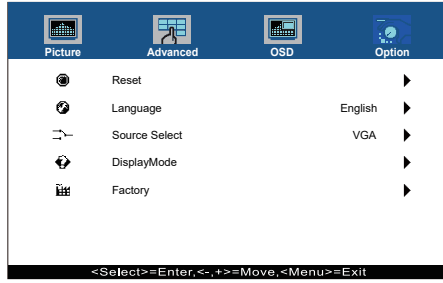 Picture Advanced OSD Option
Reset
Language English
Source Select VGA
DisplayMode
Factory
<Select>=Enter,<-,+>=Move,<Menu>=Exit